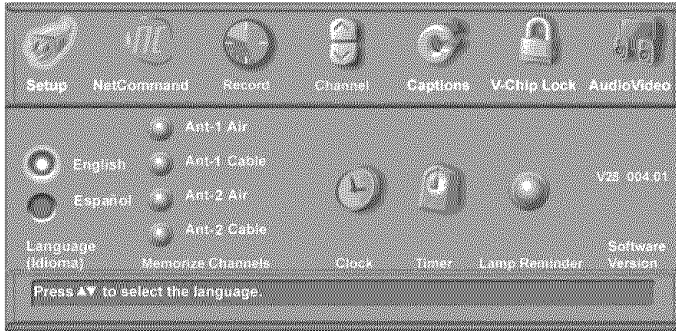 Setup NetCommand Record Channel Captions V-Chip Lock AudioVideo
Ant-1 Air
English Ant-1 Cable
Español Ant-2 Air V25 004.01
Ant-2 Cable
Language Software
(Idioma) Memorize Channels Clock Timer Lamp Reminder Version
Press ▲▼ to select the language.